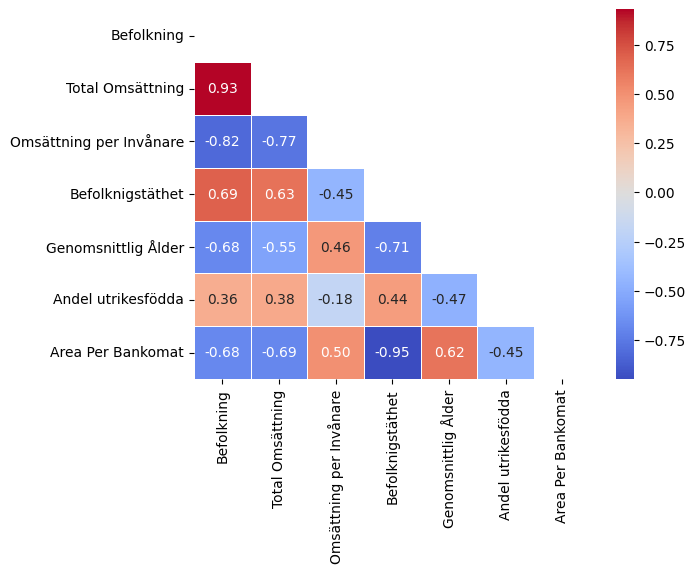 Befolkning
Total Omsättning
0.93
Omsättning per Invånare
-0.82 -0.77
Befolknigstäthet
0.69 0.63 -0.45
Genomsnittlig Ålder
-0.68 -0.55 0.46 -0.71
Andel utrikesfödda
0.36 0.38 -0.18 0.44 -0.47
Area Per Bankomat
-0.68 -0.69 0.50 -0.95 0.62 -0.45
Befolkning
Total Omsättning
Omsättning per Invånare
Befolknigstäthet
Genomsnittlig Ålder
Andel utrikesfödda
Area Per Bankomat
0.75
0.50
0.25
0.00
−0.25
−0.50
−0.75